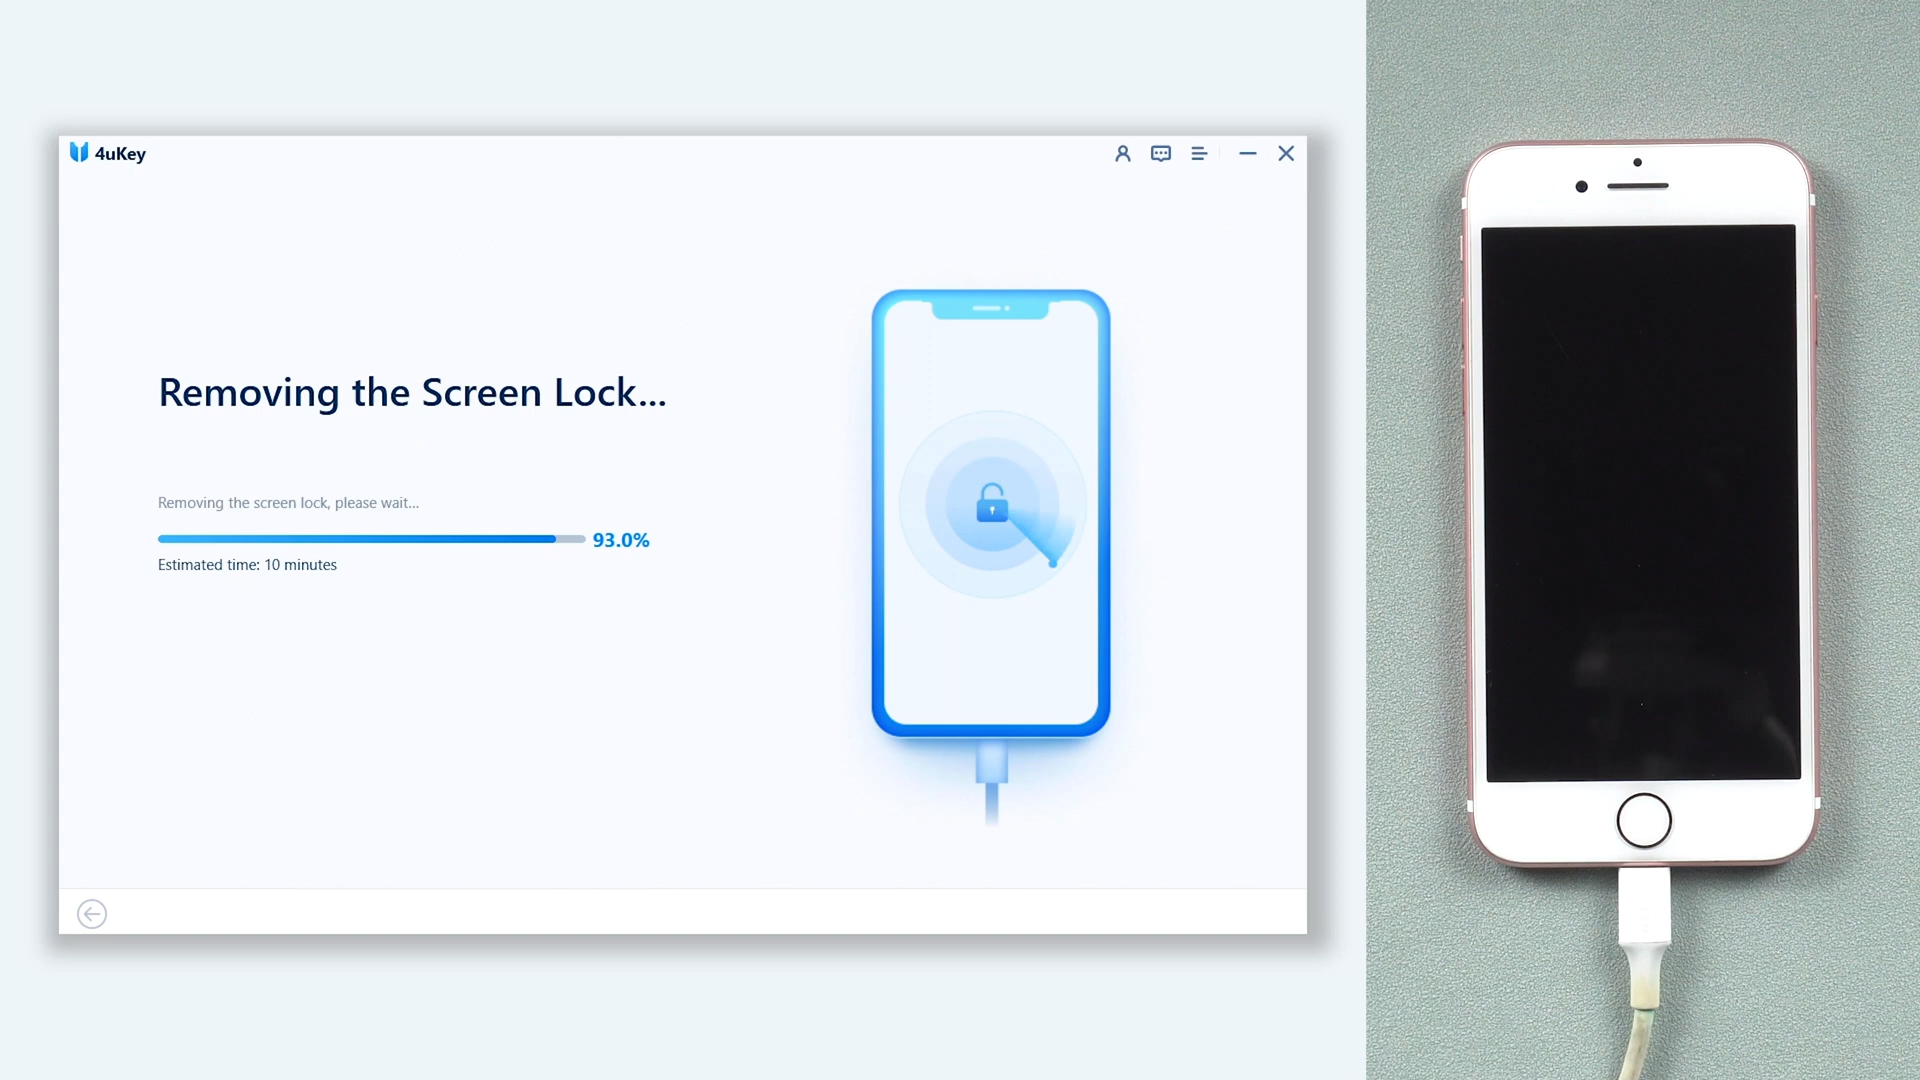 4uKey
Removing the Screen Lock...
Removing the screen lock, please wait...
93.0%
Estimated time: 10 minutes